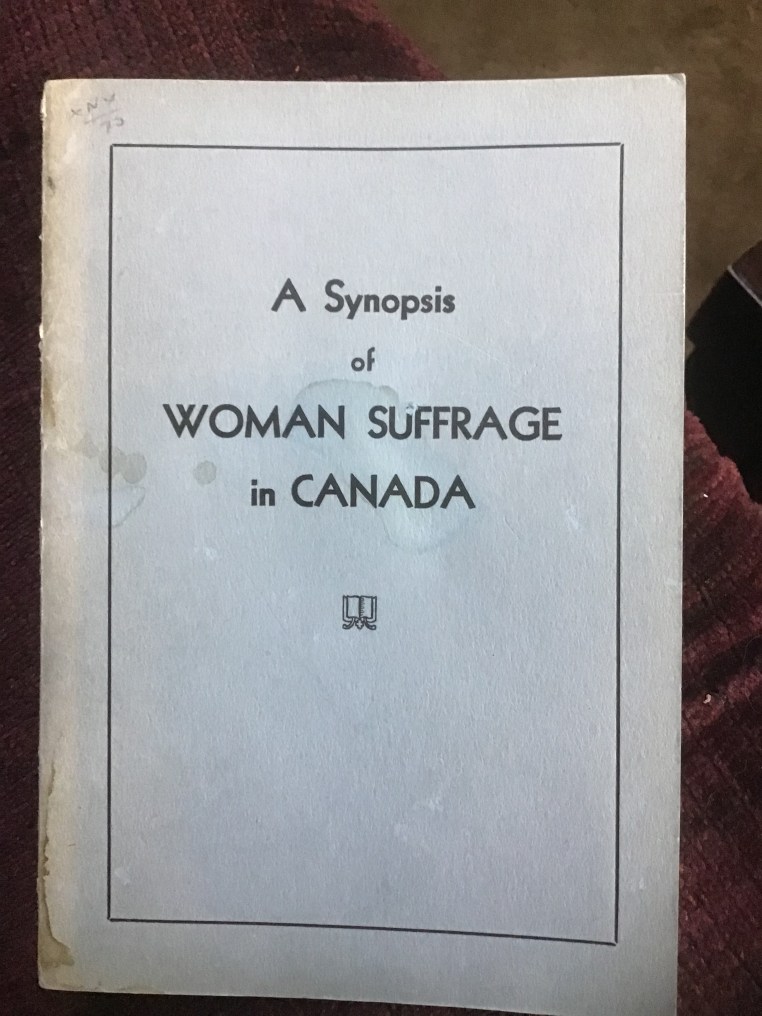 A Synopsis
of
WOMAN SUFFRAGE
in CANADA